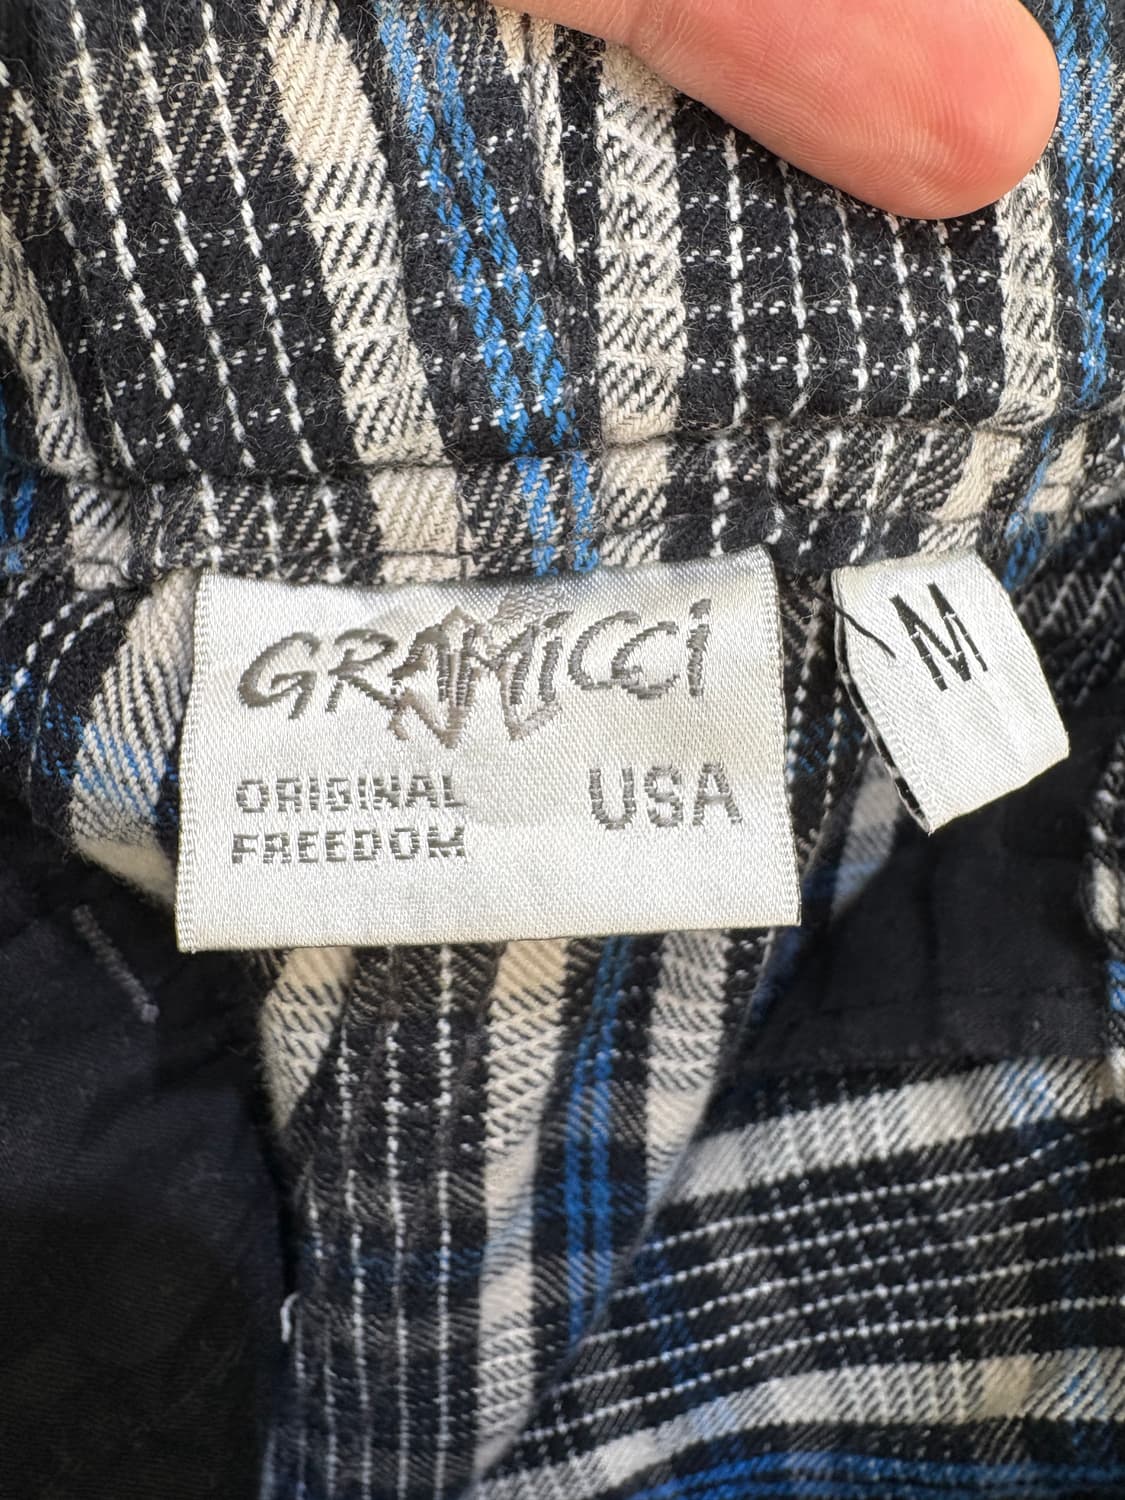 GRAMiCCi
ORIGINAL
FREEDOM
USA
M